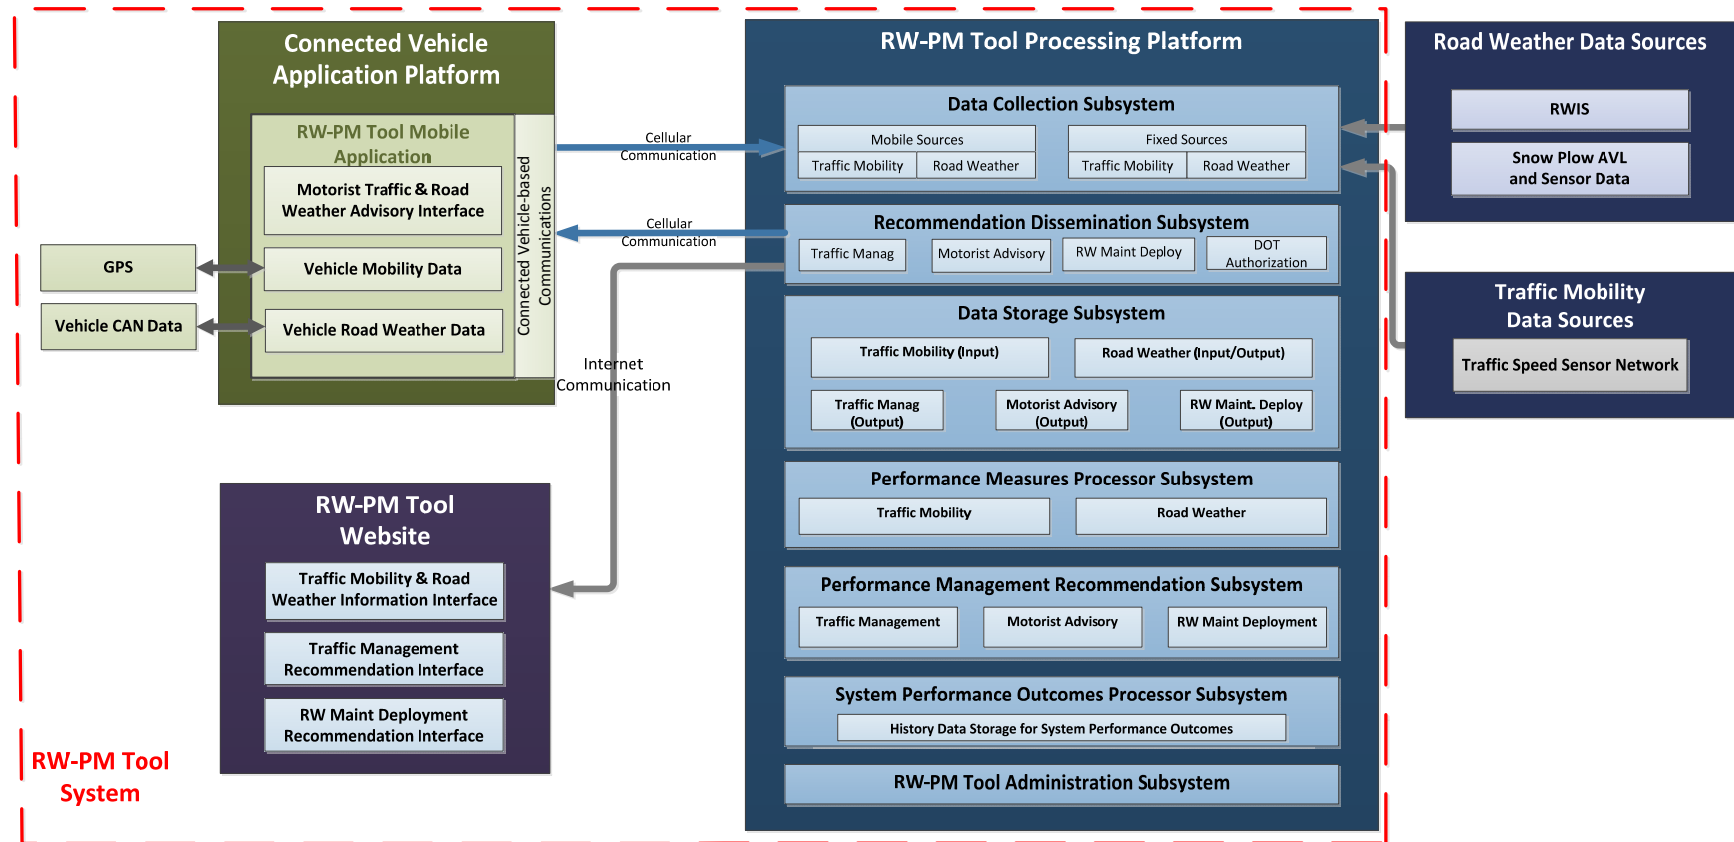 Connected Vehicle
Application Platform
RW-PM Tool Mobile
Application
Motorist Traffic & Road
Weather Advisory Interface
Vehicle Mobility Data
Vehicle Road Weather Data
Connected Vehicle-based
Communications
GPS
Vehicle CAN Data
Cellular
Communication
Cellular
Communication
Internet
Communication
RW-PM Tool
Website
Traffic Mobility & Road
Weather Information Interface
Traffic Management
Recommendation Interface
RW Maint Deployment
Recommendation Interface
RW-PM Tool
System
RW-PM Tool Processing Platform
Data Collection Subsystem
Mobile Sources
Traffic Mobility
Road Weather
Fixed Sources
Traffic Mobility
Road Weather
Recommendation Dissemination Subsystem
Traffic Manag
Motorist Advisory
RW Maint Deploy
DOT
Authorization
Data Storage Subsystem
Traffic Mobility (Input)
Road Weather (Input/Output)
Traffic Manag
(Output)
Motorist Advisory
(Output)
RW Maint. Deploy
(Output)
Performance Measures Processor Subsystem
Traffic Mobility
Road Weather
Performance Management Recommendation Subsystem
Traffic Management
Motorist Advisory
RW Maint Deployment
System Performance Outcomes Processor Subsystem
History Data Storage for System Performance Outcomes
RW-PM Tool Administration Subsystem
Road Weather Data Sources
RWIS
Snow Plow AVL
and Sensor Data
Traffic Mobility
Data Sources
Traffic Speed Sensor Network